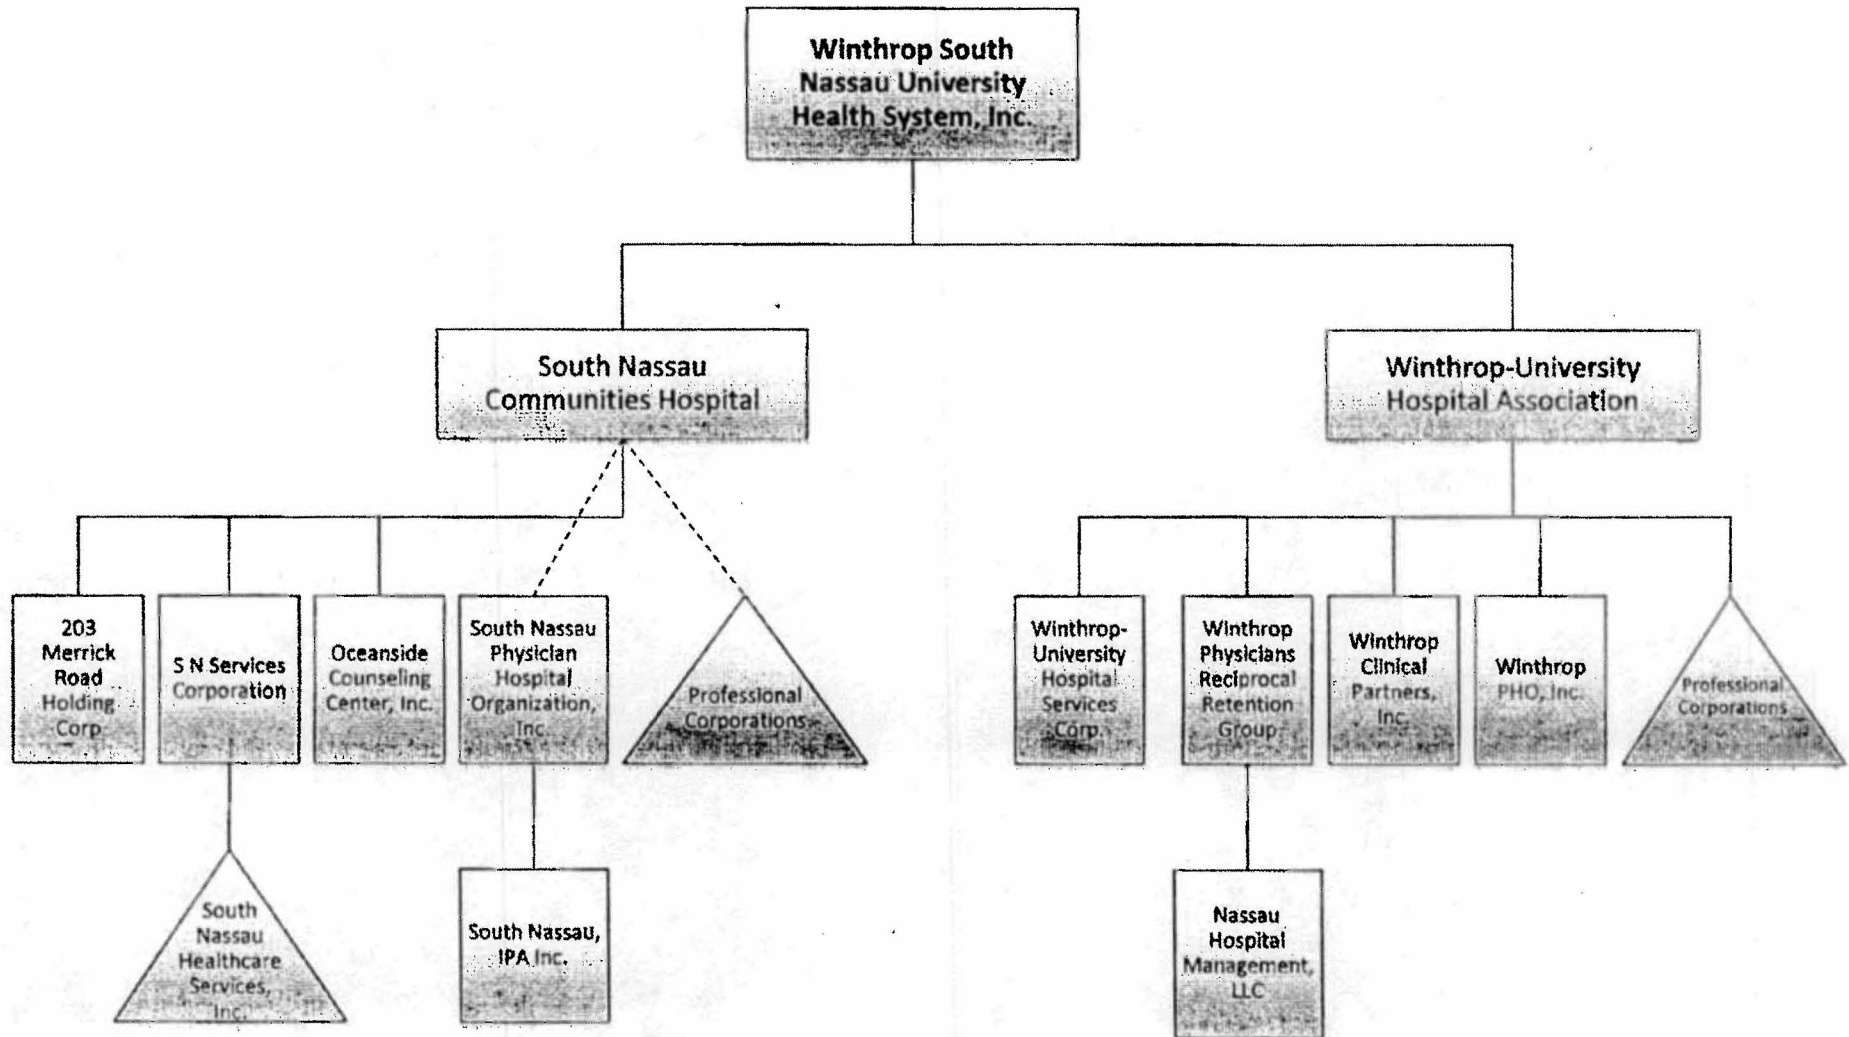 Winthrop South
Nassau University
Health System, Inc.
South Nassau
Communities Hospital
Winthrop-University
Hospital Association
203
Merrick
Road
Holding
Corp
S N Services
Corporation
Oceanside
Counseling
Center, Inc.
South Nassau
Physician
Hospital
Organization,
Inc.
Professional
Corporations
Winthrop-
University
Hospital
Services
Corp.
Winthrop
Physicians
Reciprocal
Retention
Group
Winthrop
Clinical
Partners,
Inc.
Winthrop
PHO, Inc.
Professional
Corporations
South
Nassau
Healthcare
Services,
Inc.
South Nassau,
IPA Inc.
Nassau
Hospital
Management,
LLC